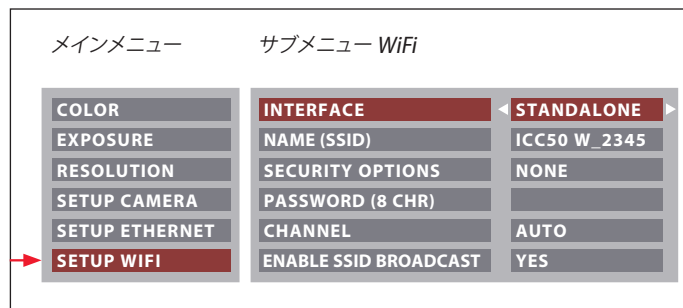 メインメニュー
サブメニュー WiFi
COLOR
EXPOSURE
RESOLUTION
SETUP CAMERA
SETUP ETHERNET
SETUP WIFI
INTERFACE STANDALONE
NAME (SSID) ICC50 W_2345
SECURITY OPTIONS NONE
PASSWORD (8 CHR)
CHANNEL AUTO
ENABLE SSID BROADCAST YES